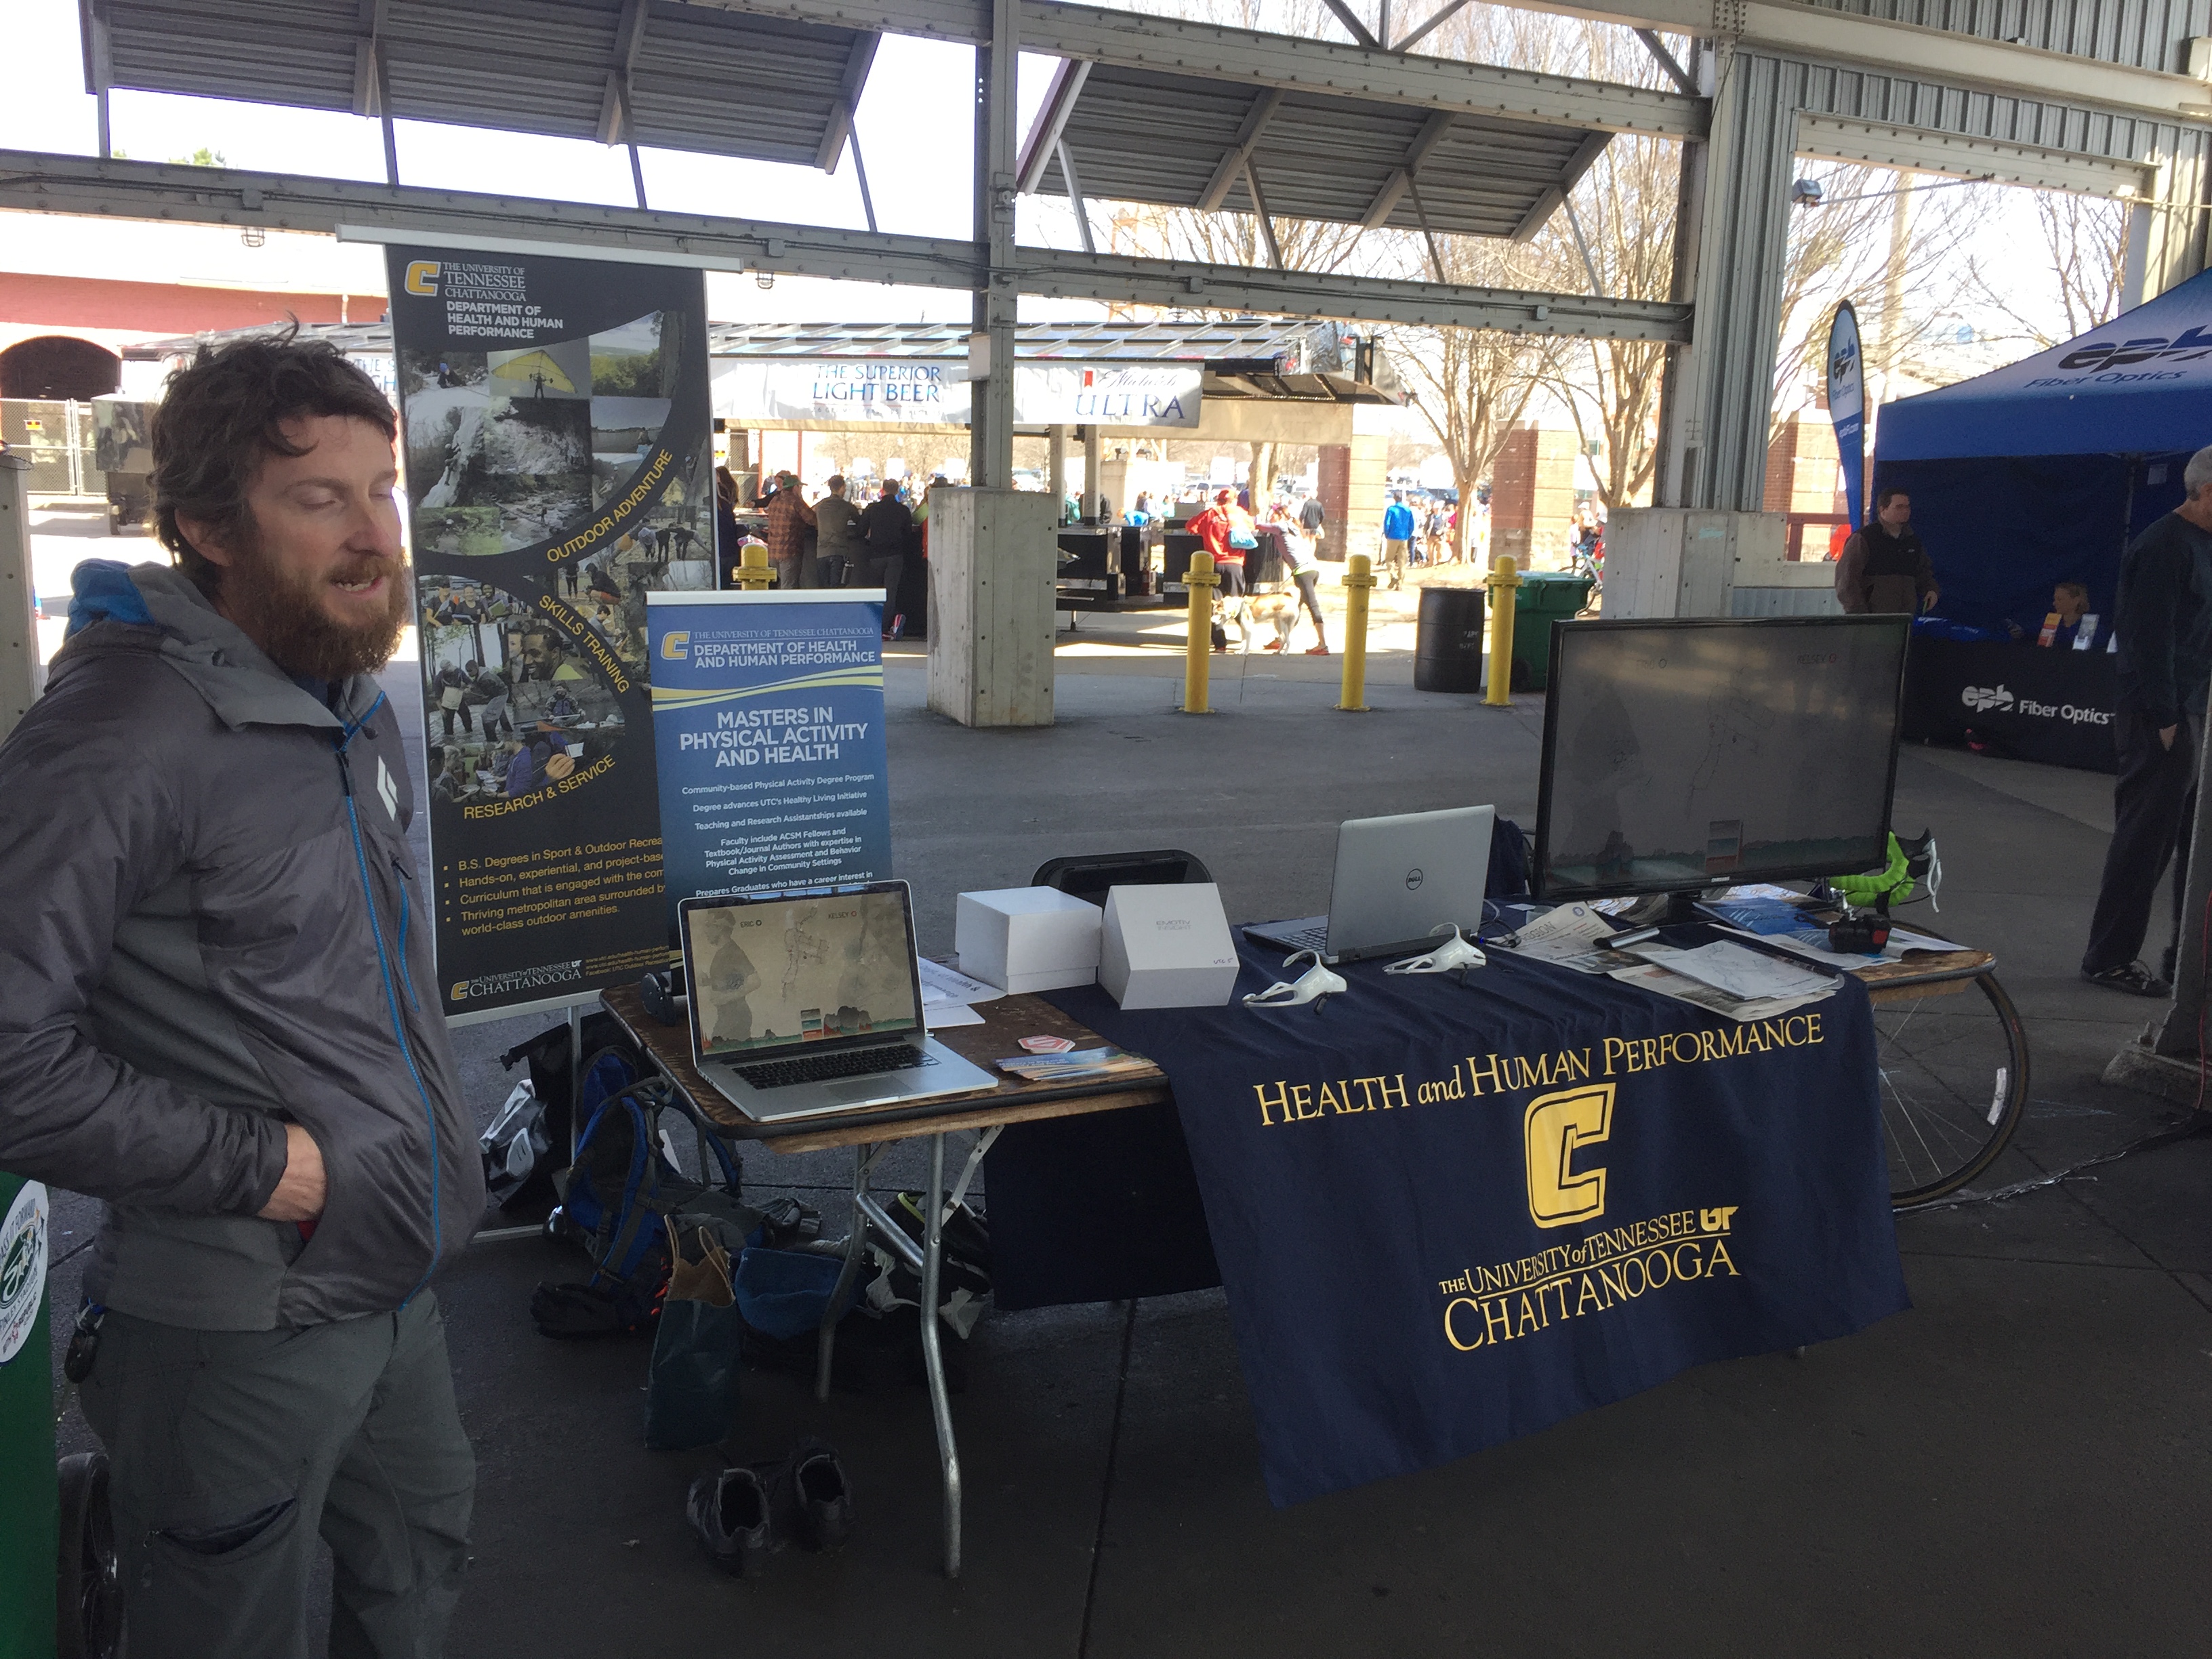 THE UNIVERSITY OF
TENNESSEE
CHATTANOOGA
DEPARTMENT OF
HEALTH AND HUMAN
PERFORMANCE
OUTDOOR ADVENTURE
SKILLS TRAINING
RESEARCH & SERVICE
B.S. Degrees in Sport & Outdoor Recrea
Hands-on, experiential, and project-base
Curriculum that is engaged with the com
Thriving metropolitan area surrounded by
world-class outdoor amenities.
THE UNIVERSITY of TENNESSEE UT
CHATTANOOGA
THE UNIVERSITY OF TENNESSEE CHATTANOOGA
DEPARTMENT OF HEALTH
AND HUMAN PERFORMANCE
MASTERS IN
PHYSICAL ACTIVITY
AND HEALTH
Community-based Physical Activity Degree Program
Degree advances UTC's Healthy Living Initiative
Teaching and Research Assistantships available
Faculty include ACSM Fellows and
Textbook/Journal Authors with expertise in
Physical Activity Assessment and Behavior
Change in Community Settings
Prepares Graduates who have a career interest in
THE SUPERIOR
LIGHT BEER
Michelob
ULTRA
epb
Fiber Optics
epb Fiber Optics
ERIC KELSEY
ERIC KELSEY
EMOTIV
INSIGHT
DELL
HEALTH and HUMAN PERFORMANCE
C
THE UNIVERSITY of TENNESSEE UT
CHATTANOOGA